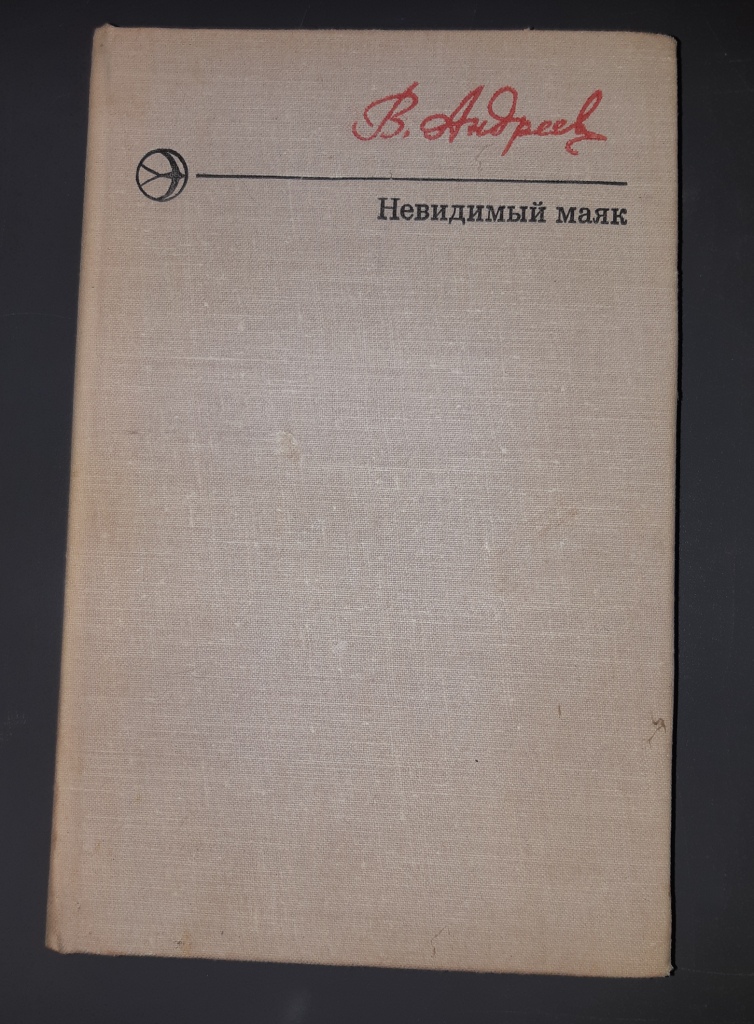 В. Андреев
Невидимый маяк